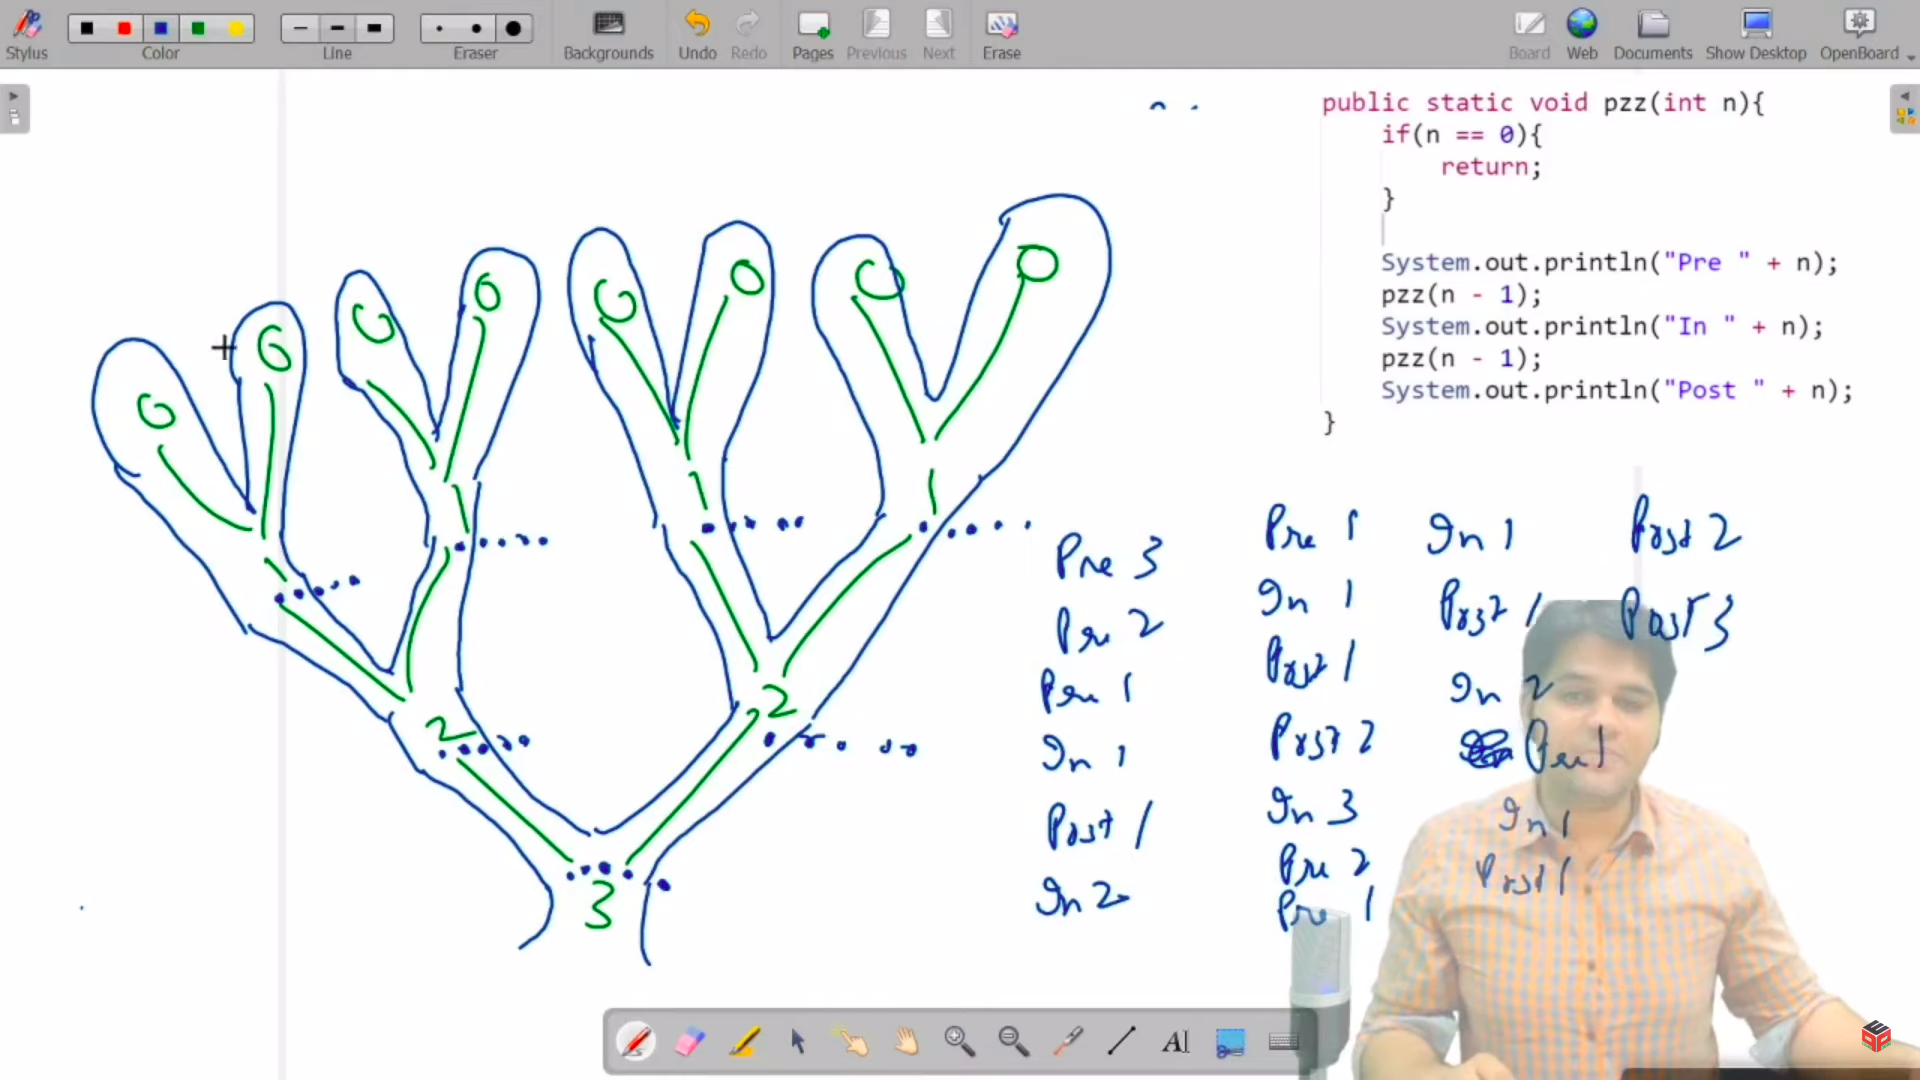 Stylus
Color
Line
Eraser
Backgrounds
Undo
Redo
Pages
Previous
Next
Erase
Board
Web
Documents
Show Desktop
OpenBoard
public static void pzz(int n){
if(n == 0){
return;
}
System.out.println("Pre " + n);
pzz(n - 1);
System.out.println("In " + n);
pzz(n - 1);
System.out.println("Post " + n);
}
0 0 0 0 0 0 0 0
1 1 1 1
2 2
3
Pre 3
Pre 2
Pre 1
In 1
Post 1
In 2
Pre 1
In 1
Post 1
Post 2
In 3
Pre 2
Pre 1
In 1
Post 1
In 2
Pre 1
In 1
Post 1
Post 2
Post 3